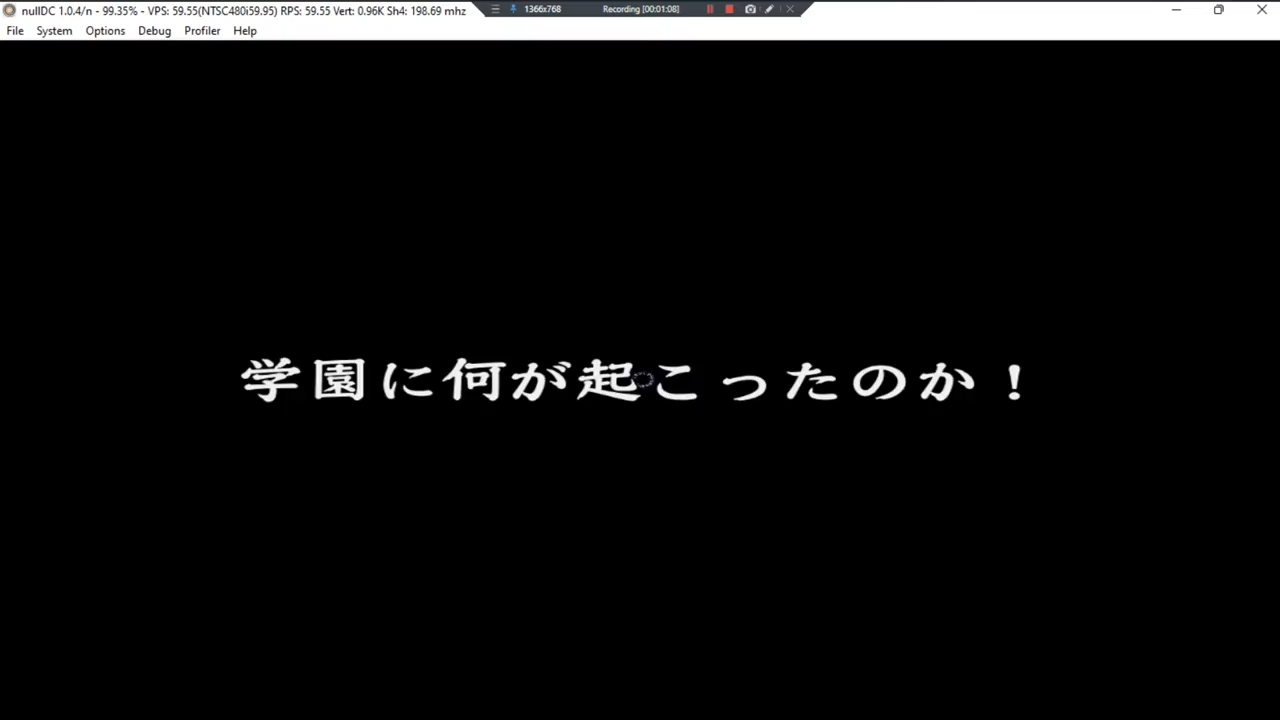 nullDC 1.0.4/n - 99.35% - VPS: 59.55(NTSC480i59.95) RPS: 59.55 Vert: 0.96K Sh4: 198.69 mhz
1366x768 Recording [00:01:08]
File System Options Debug Profiler Help
学園に何が起こったのか！